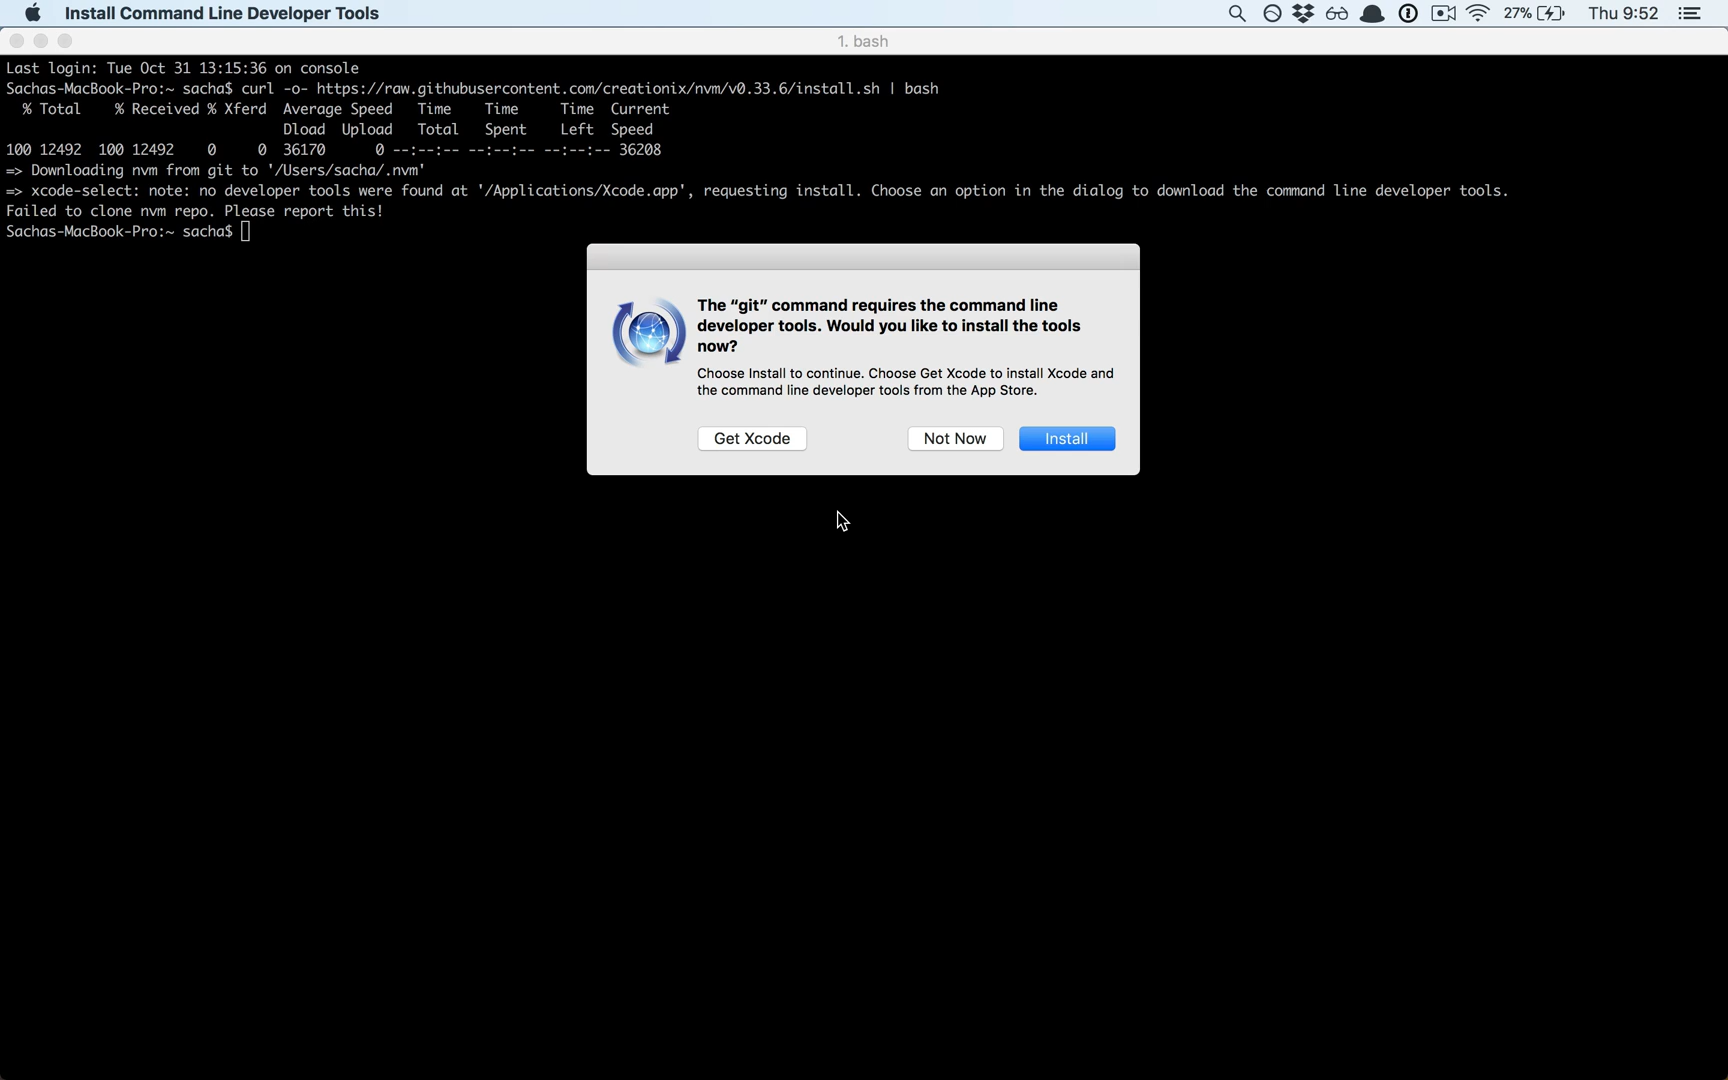 Install Command Line Developer Tools
27%
Thu 9:52
1. bash
Last login: Tue Oct 31 13:15:36 on console
Sachas-MacBook-Pro:~ sacha$ curl -o- https://raw.githubusercontent.com/creationix/nvm/v0.33.6/install.sh | bash
% Total % Received % Xferd Average Speed Time Time Time Current
Dload Upload Total Spent Left Speed
100 12492 100 12492 0 0 36170 0 --:--:-- --:--:-- --:--:-- 36208
=> Downloading nvm from git to '/Users/sacha/.nvm'
=> xcode-select: note: no developer tools were found at '/Applications/Xcode.app', requesting install. Choose an option in the dialog to download the command line developer tools.
Failed to clone nvm repo. Please report this!
Sachas-MacBook-Pro:~ sacha$
The “git” command requires the command line
developer tools. Would you like to install the tools
now?
Choose Install to continue. Choose Get Xcode to install Xcode and
the command line developer tools from the App Store.
Get Xcode
Not Now
Install